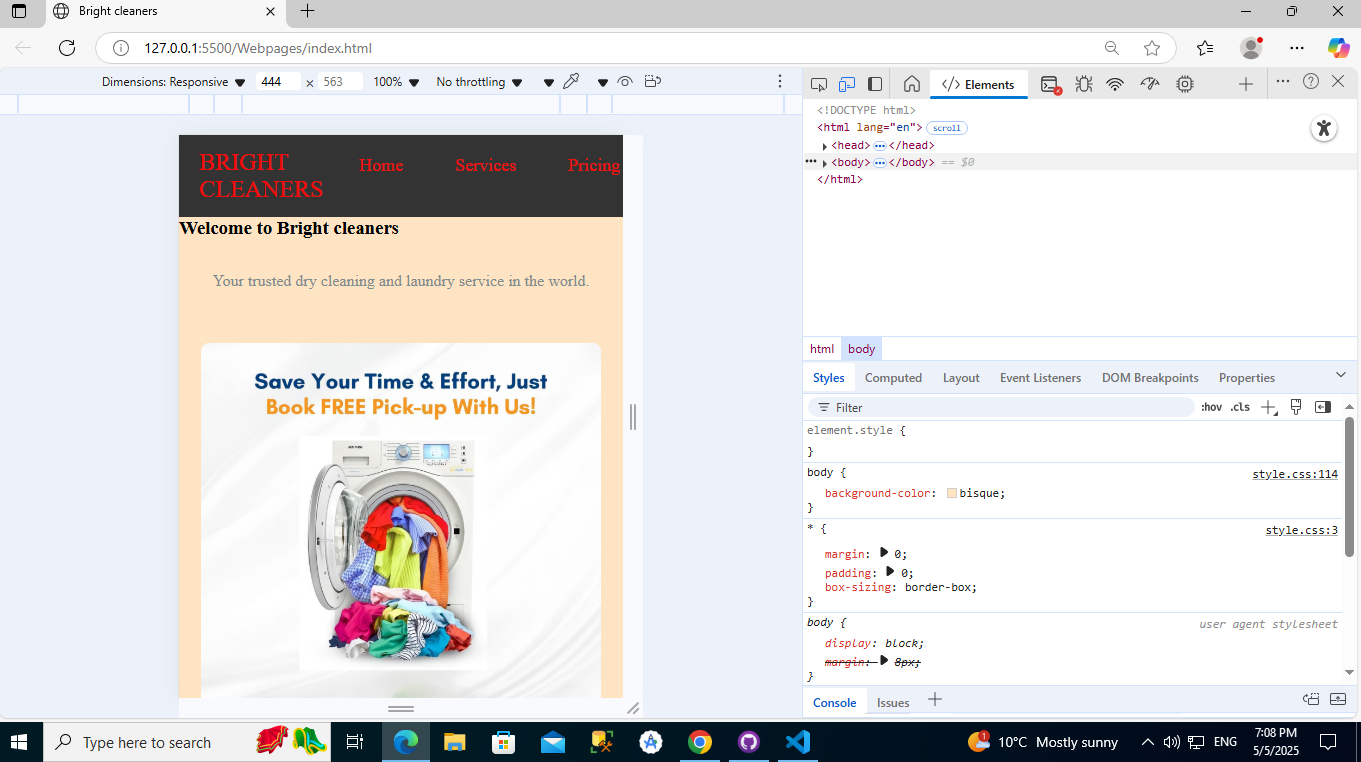 Bright cleaners
127.0.0.1:5500/Webpages/index.html
Dimensions: Responsive 444 × 563 100% No throttling
Elements
BRIGHT CLEANERS
Home Services Pricing
Welcome to Bright cleaners
Your trusted dry cleaning and laundry service in the world.
Save Your Time & Effort, Just
Book FREE Pick-up With Us!
<!DOCTYPE html>
<html lang="en"> scroll
<head> ••• </head>
••• <body> ••• </body> == $0
</html>
html body
Styles Computed Layout Event Listeners DOM Breakpoints Properties
Filter :hov .cls
element.style {
}
body { style.css:114
background-color: bisque;
}
* { style.css:3
margin: 0;
padding: 0;
box-sizing: border-box;
}
body { user agent stylesheet
display: block;
margin: 8px;
}
Console Issues
Type here to search
1
10°C Mostly sunny
ENG
7:08 PM
5/5/2025